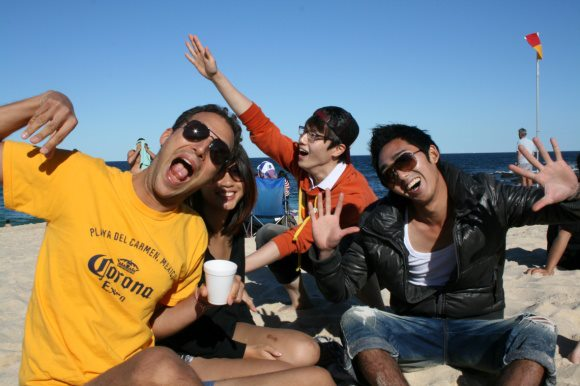 PLAYA DEL CARMEN, MEXICO
Corona
Extra